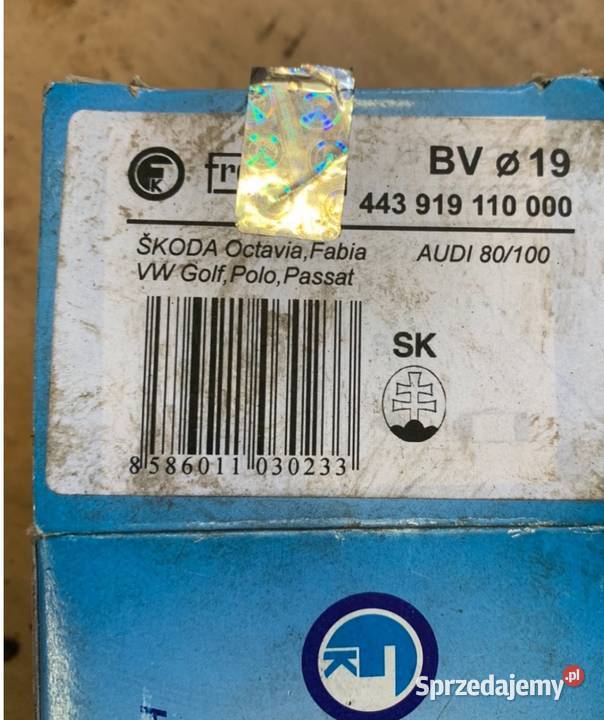 BV ø 19
443 919 110 000
ŠKODA Octavia,Fabia AUDI 80/100
VW Golf,Polo,Passat
SK
8 586011 030233
Sprzedajemy.pl